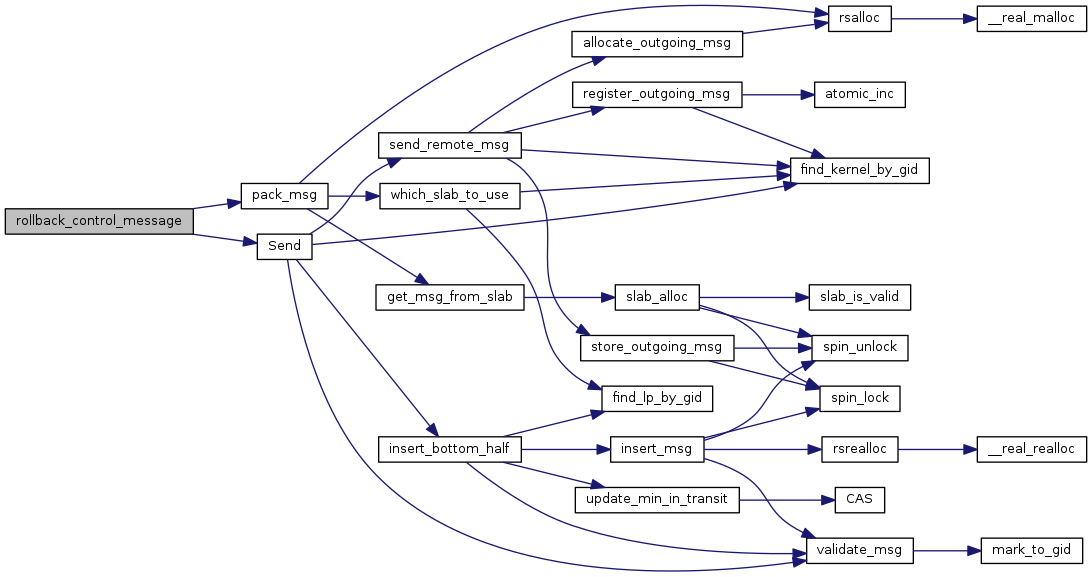 rollback_control_message
pack_msg
Send
send_remote_msg
which_slab_to_use
get_msg_from_slab
insert_bottom_half
allocate_outgoing_msg
register_outgoing_msg
slab_alloc
store_outgoing_msg
find_lp_by_gid
insert_msg
update_min_in_transit
rsalloc
atomic_inc
find_kernel_by_gid
slab_is_valid
spin_unlock
spin_lock
rsrealloc
CAS
validate_msg
__real_malloc
__real_realloc
mark_to_gid